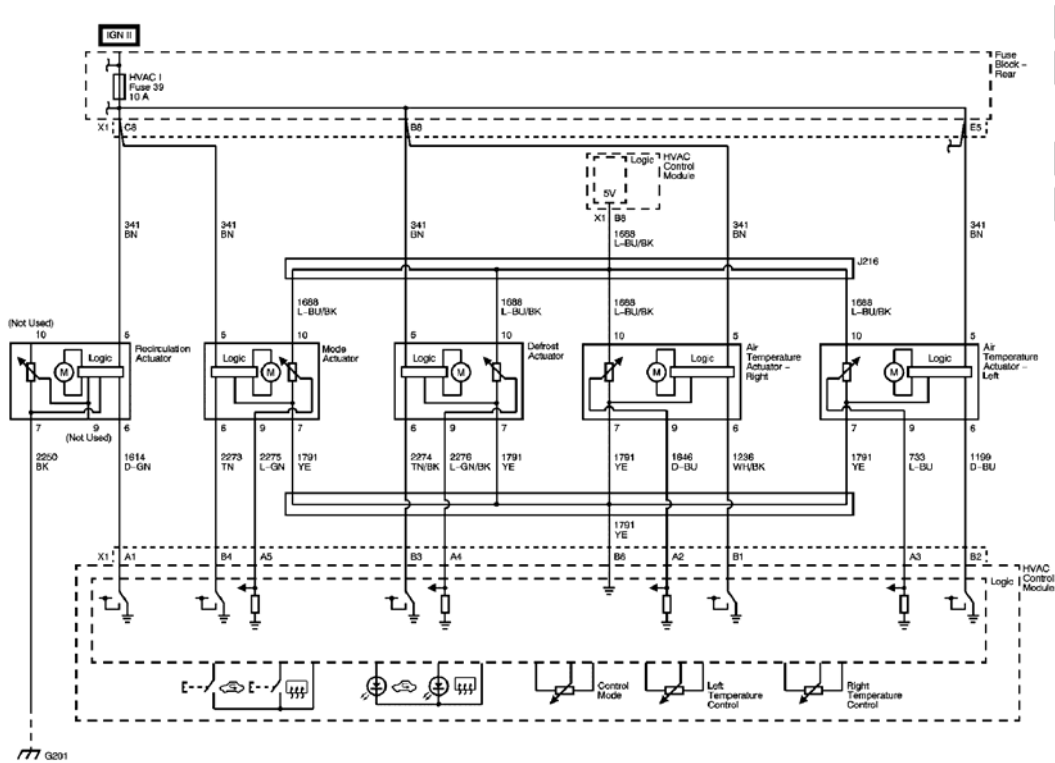 IGN II
Fuse
Block –
Rear
HVAC I
Fuse 39
10 A
X1 C8 B8 E5
Logic
HVAC
Control
Module
5V
X1 B8
341
BN
341
BN
341
BN
1688
L-BU/BK
341
BN
341
BN
J216
1688
L-BU/BK
1688
L-BU/BK
1688
L-BU/BK
1688
L-BU/BK
(Not Used)
10 5 5 10 5 10 10 5 10 5
Logic
M
Recirculation
Actuator
Logic
M
Mode
Actuator
Logic
M
Defrost
Actuator
M
Logic
Air
Temperature
Actuator –
Right
M
Logic
Air
Temperature
Actuator –
Left
7 9 6 6 9 7 6 9 7 7 9 6 7 9 6
(Not Used)
2250
BK
1614
D-GN
2273
TN
2275
L-GN
1791
YE
2274
TN/BK
2276
L-GN/BK
1791
YE
1791
YE
1646
D-BU
1236
WH/BK
1791
YE
733
L-BU
1199
D-BU
1791
YE
X1 A1 B4 A5 B3 A4 B6 A2 B1 A3 B2
Logic
HVAC
Control
Module
Control
Mode
Left
Temperature
Control
Right
Temperature
Control
G201